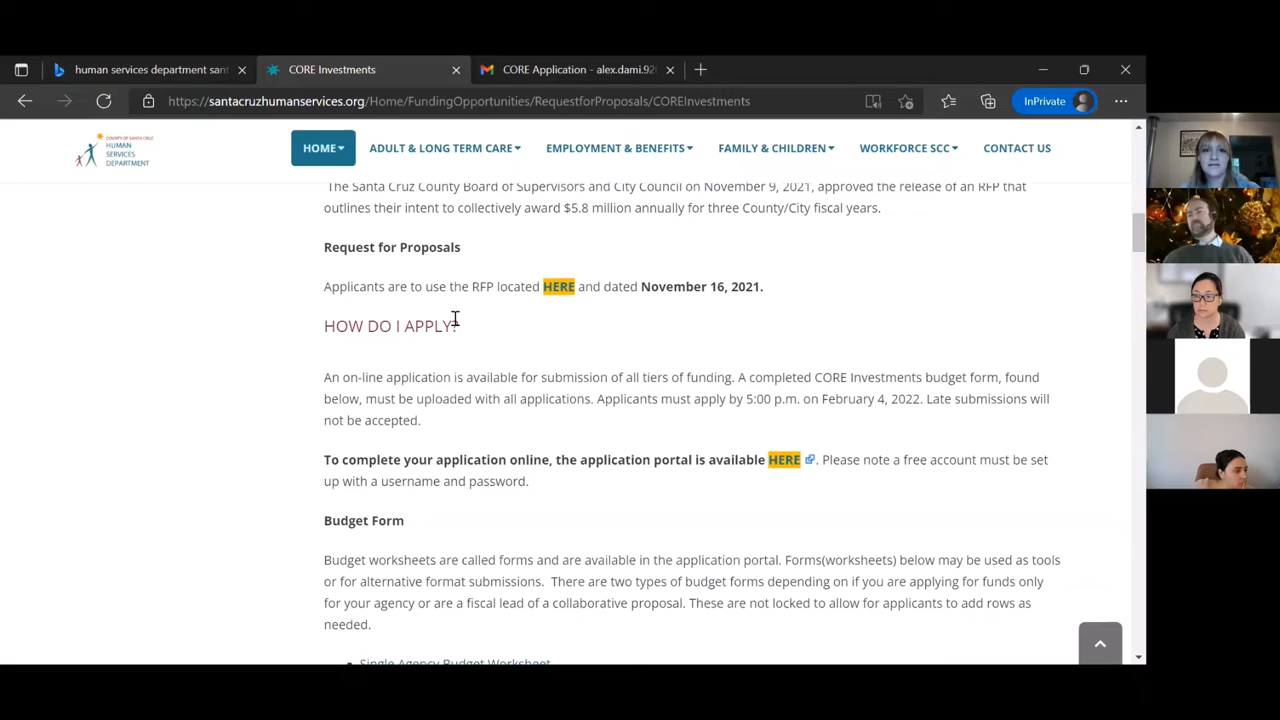 human services department sant
CORE Investments
CORE Application - alex.dami.92
https://santacruzhumanservices.org/Home/FundingOpportunities/RequestforProposals/COREInvestments
InPrivate
COUNTY OF SANTA CRUZ
HUMAN
SERVICES
DEPARTMENT
HOME
ADULT & LONG TERM CARE
EMPLOYMENT & BENEFITS
FAMILY & CHILDREN
WORKFORCE SCC
CONTACT US
The Santa Cruz County Board of Supervisors and City Council on November 9, 2021, approved the release of an RFP that
outlines their intent to collectively award $5.8 million annually for three County/City fiscal years.
Request for Proposals
Applicants are to use the RFP located HERE and dated November 16, 2021.
HOW DO I APPLY?
An on-line application is available for submission of all tiers of funding. A completed CORE Investments budget form, found
below, must be uploaded with all applications. Applicants must apply by 5:00 p.m. on February 4, 2022. Late submissions will
not be accepted.
To complete your application online, the application portal is available HERE . Please note a free account must be set
up with a username and password.
Budget Form
Budget worksheets are called forms and are available in the application portal. Forms(worksheets) below may be used as tools
or for alternative format submissions. There are two types of budget forms depending on if you are applying for funds only
for your agency or are a fiscal lead of a collaborative proposal. These are not locked to allow for applicants to add rows as
needed.
Single Agency Budget Worksheet